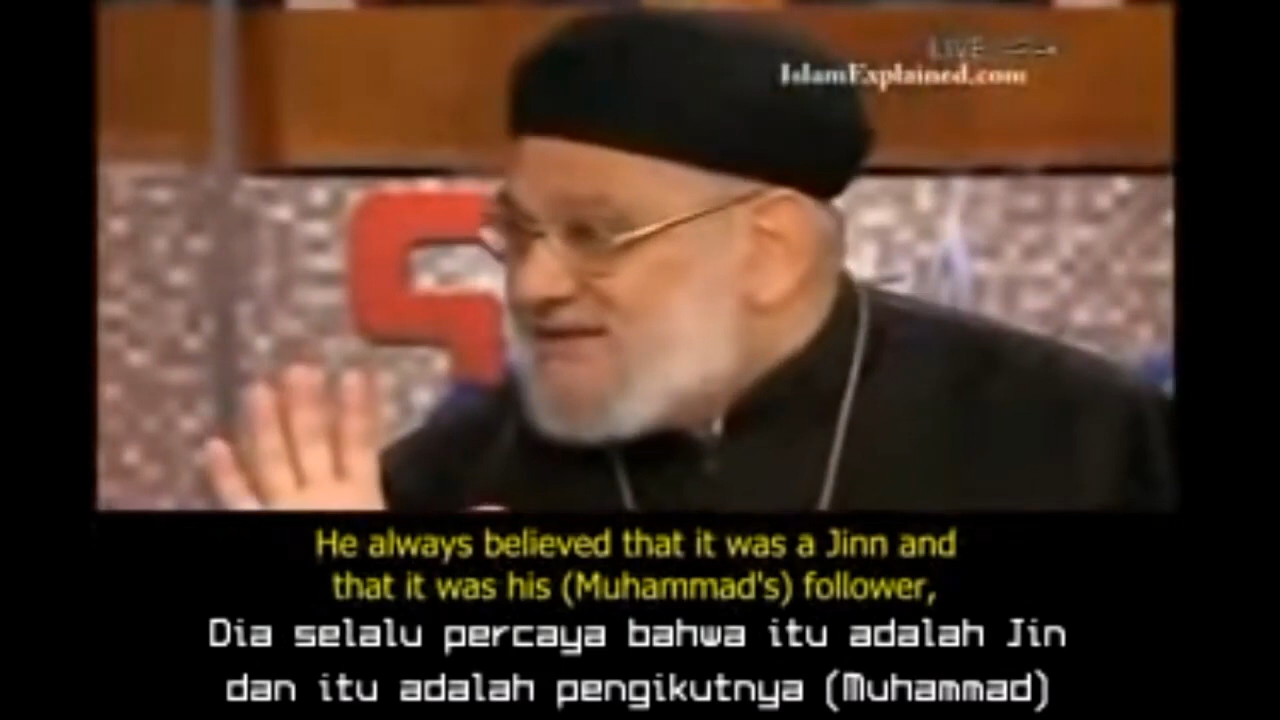 LIVE مباشر
IslamExplained.com
He always believed that it was a Jinn and
that it was his (Muhammad's) follower,
Dia selalu percaya bahwa itu adalah Jin
dan itu adalah pengikutnya (Muhammad)